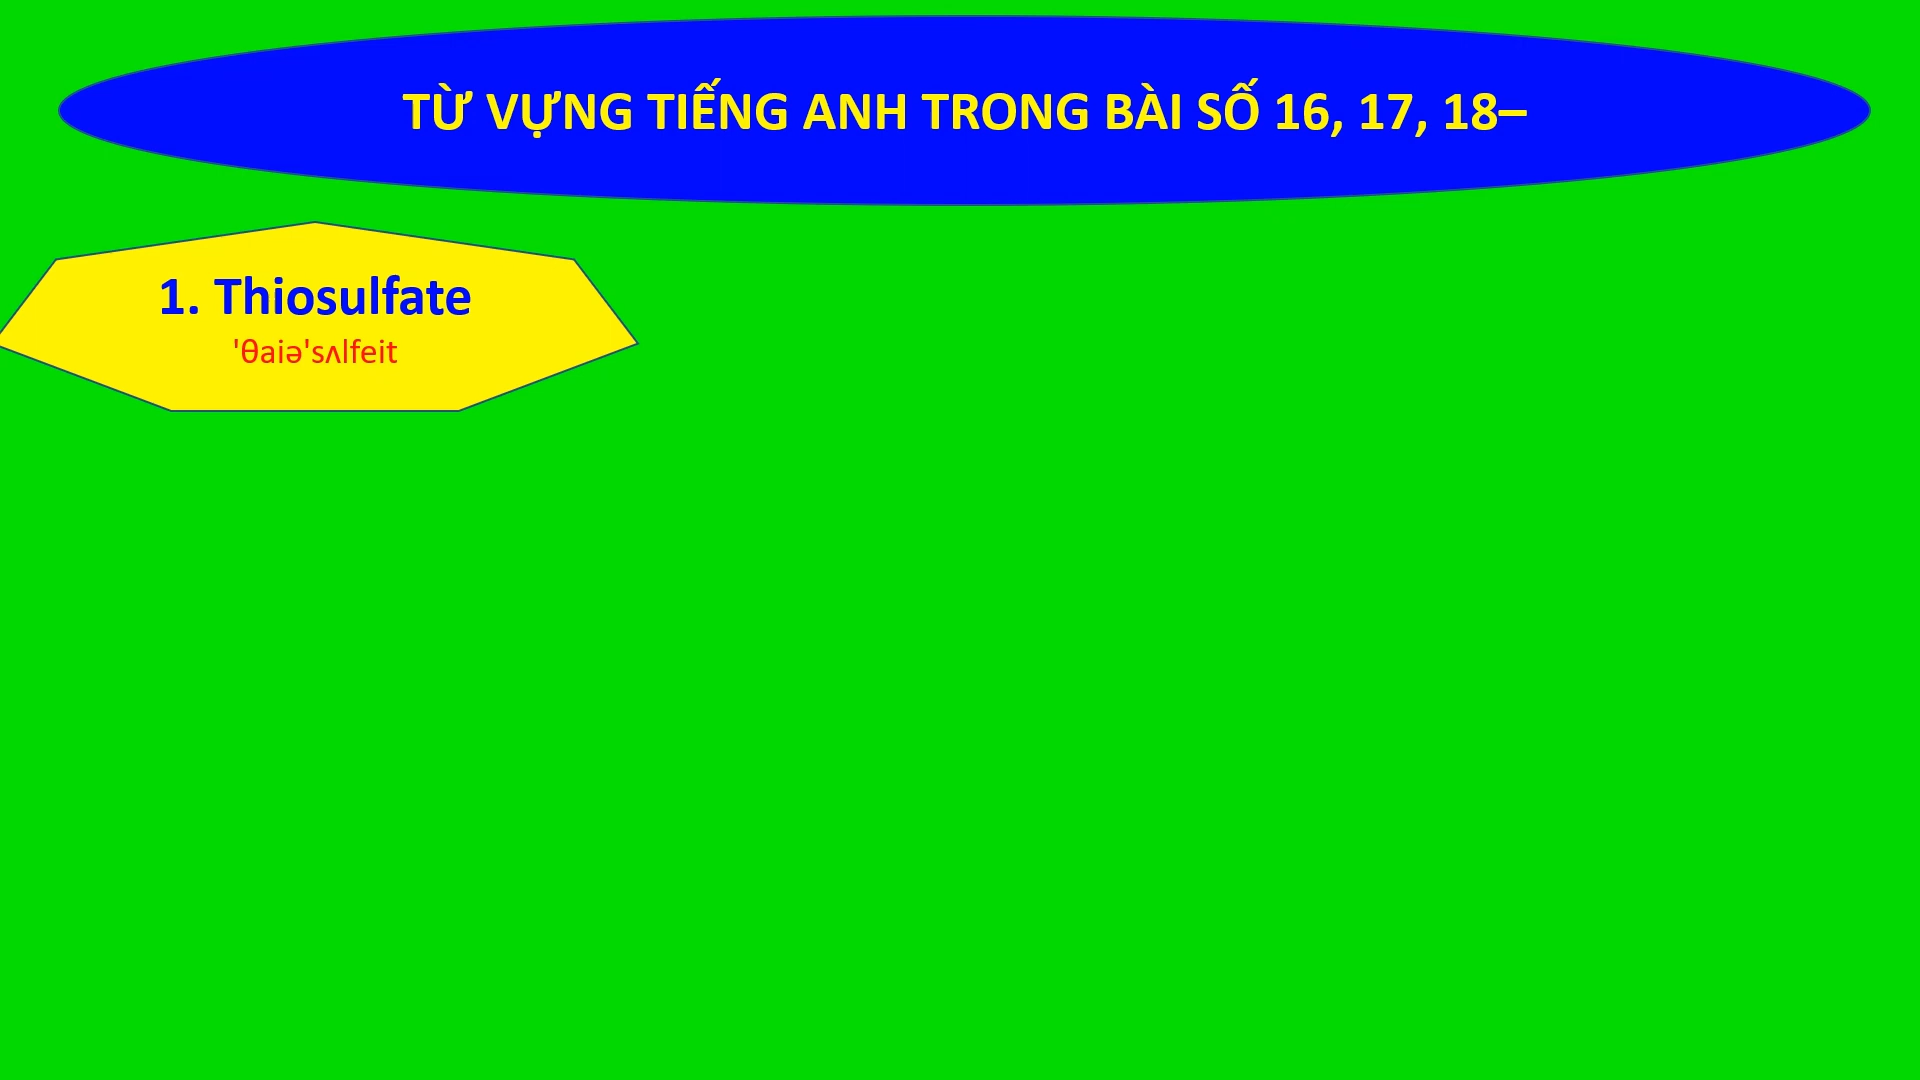 TỪ VỰNG TIẾNG ANH TRONG BÀI SỐ 16, 17, 18–
1. Thiosulfate
'θaiə'sʌlfeit